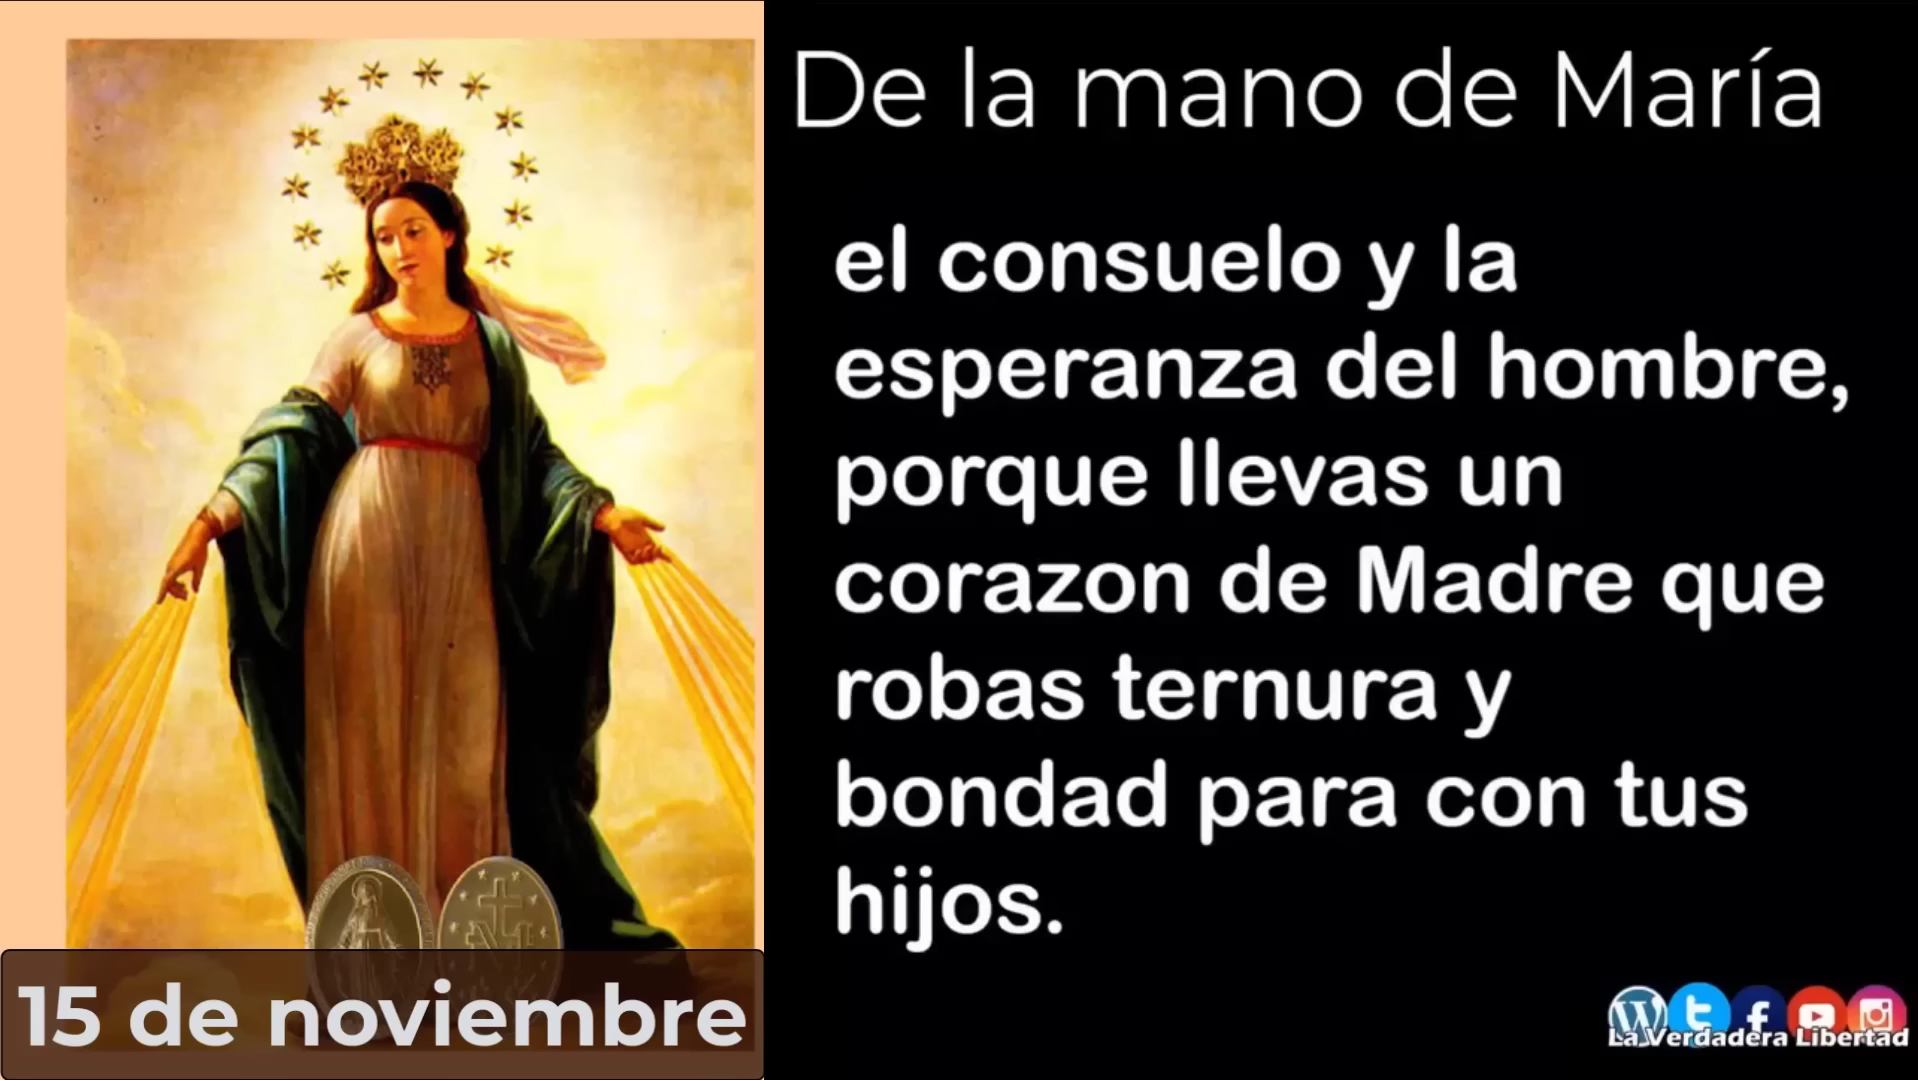 De la mano de María
el consuelo y la
esperanza del hombre,
porque llevas un
corazon de Madre que
robas ternura y
bondad para con tus
hijos.
15 de noviembre
La Verdadera Libertad